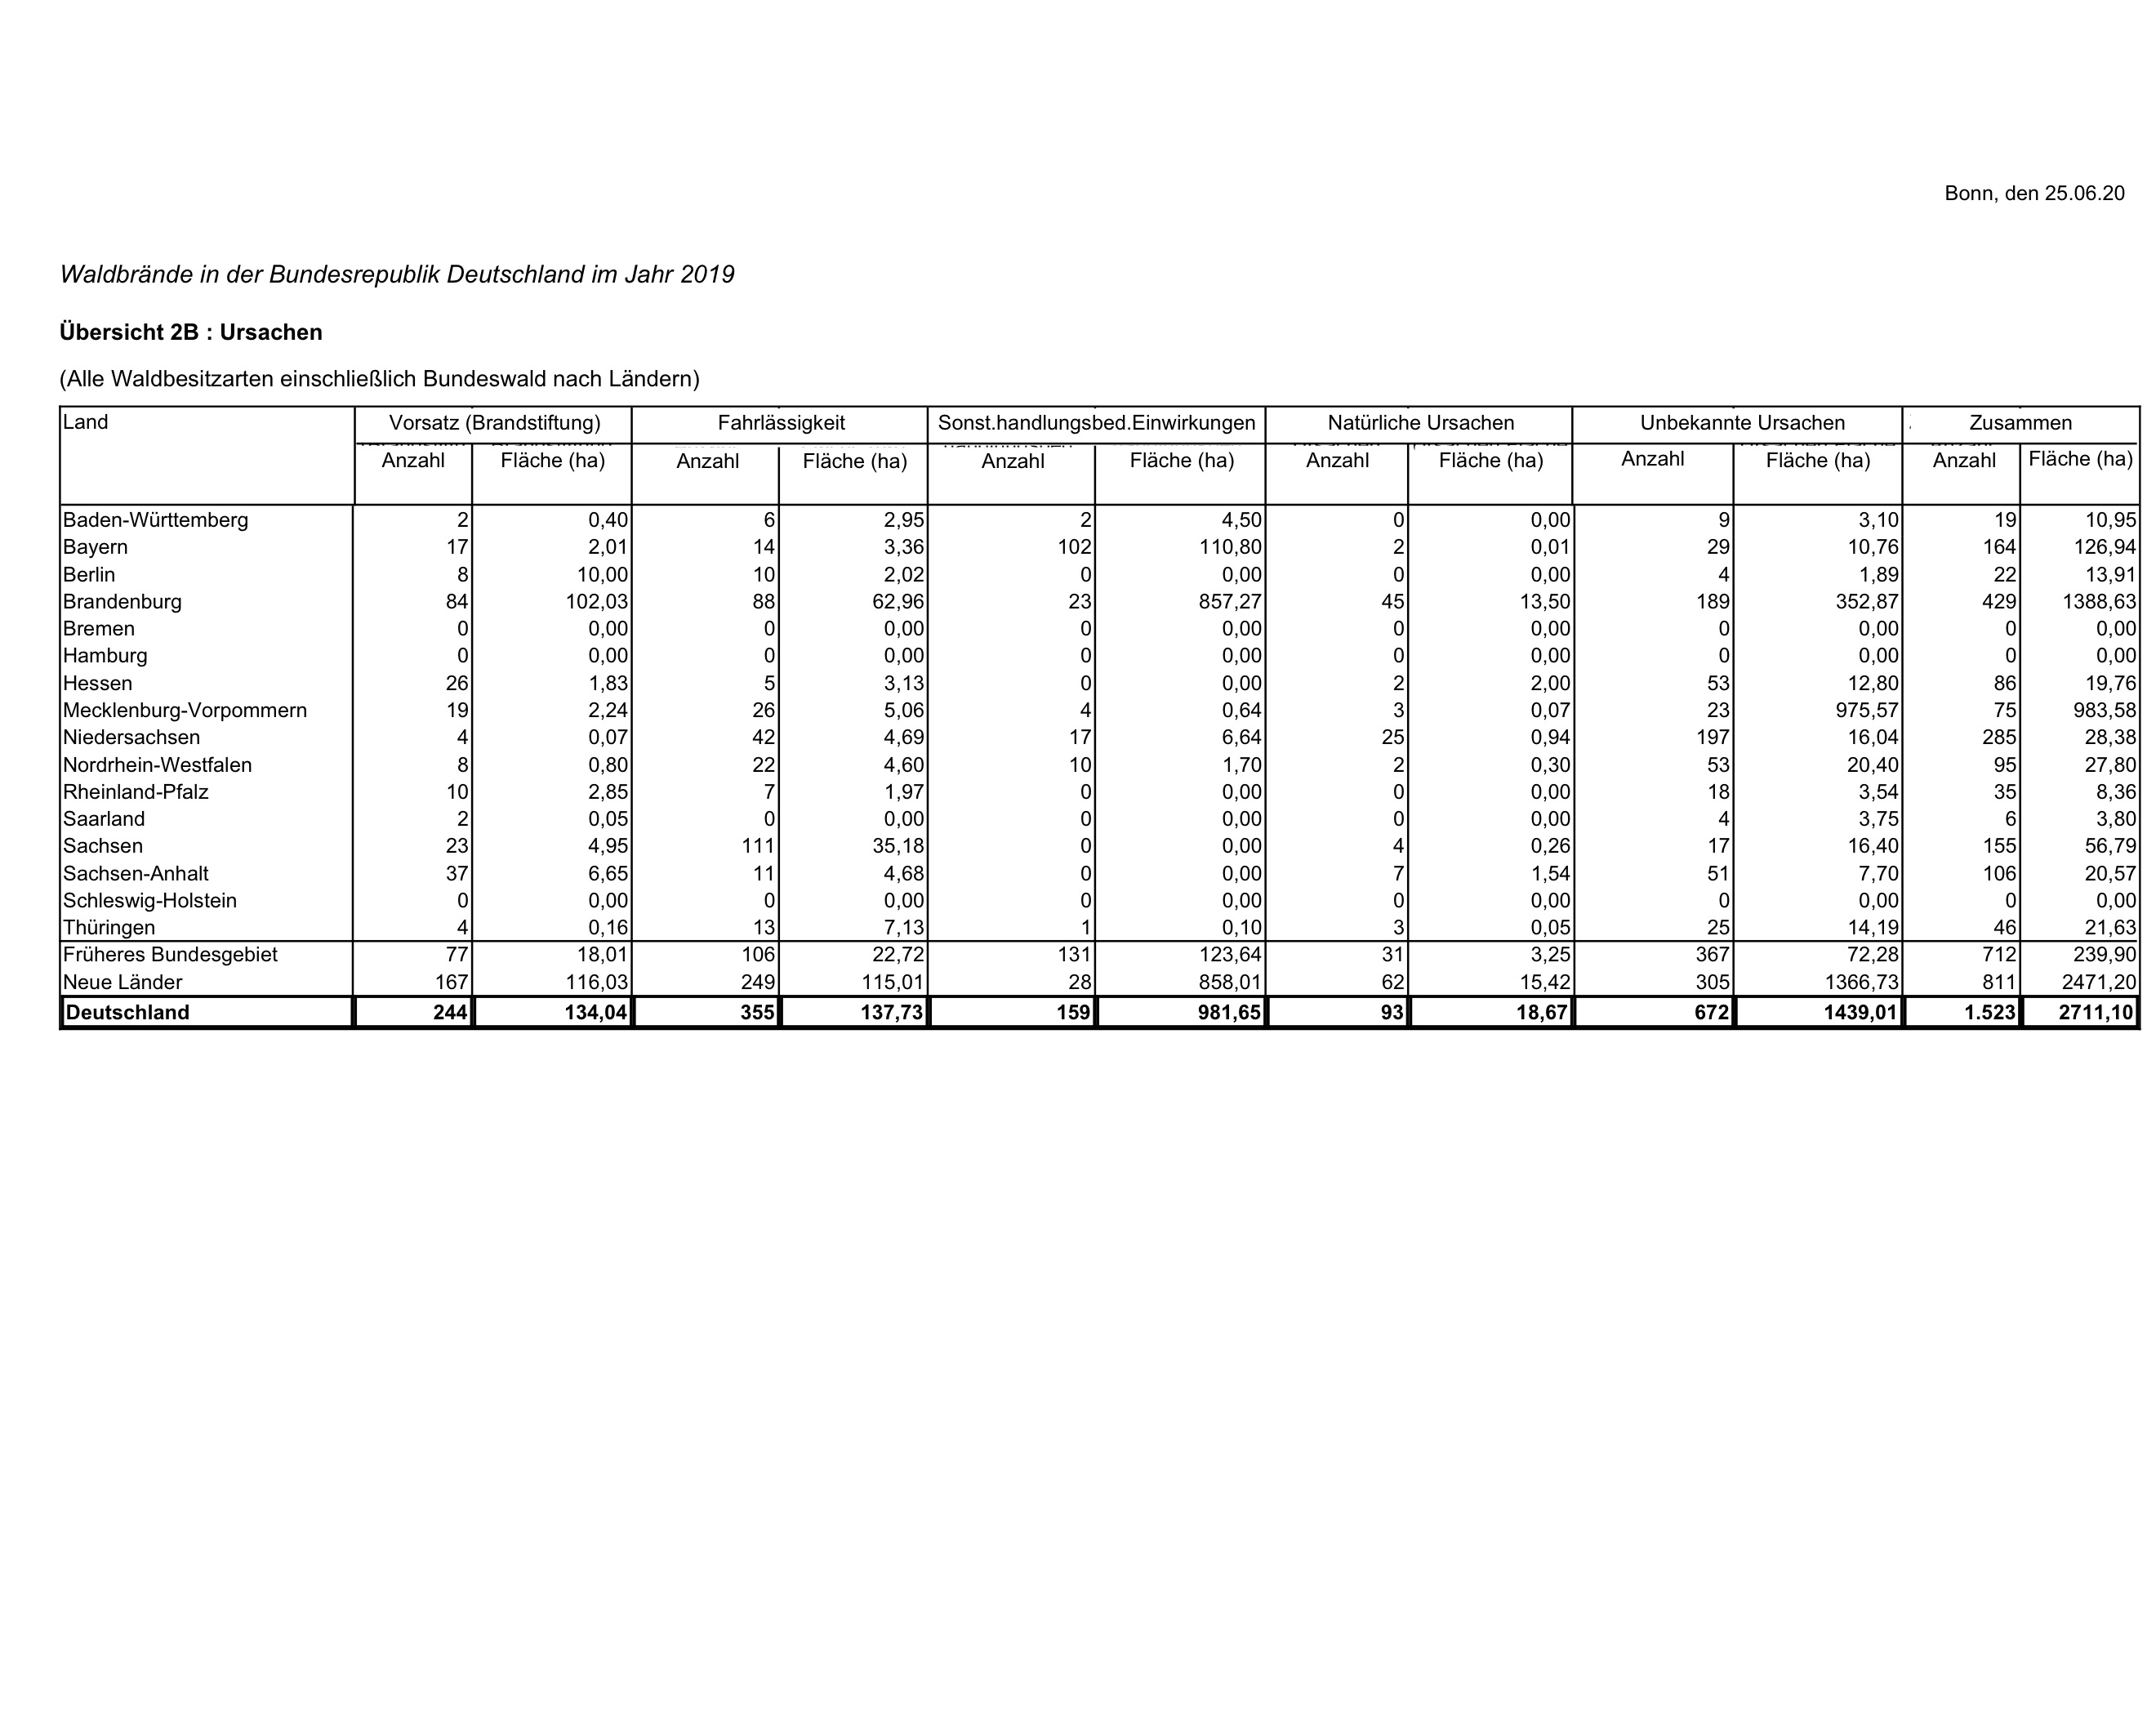 Bonn, den 25.06.20
Waldbrände in der Bundesrepublik Deutschland im Jahr 2019
Übersicht 2B : Ursachen
(Alle Waldbesitzarten einschließlich Bundeswald nach Ländern)
Land Vorsatz (Brandstiftung) Fahrlässigkeit Sonst.handlungsbed.Einwirkungen Natürliche Ursachen Unbekannte Ursachen Zusammen
Anzahl Fläche (ha) Anzahl Fläche (ha) Anzahl Fläche (ha) Anzahl Fläche (ha) Anzahl Fläche (ha) Anzahl Fläche (ha)
Baden-Württemberg 2 0,40 6 2,95 2 4,50 0 0,00 9 3,10 19 10,95
Bayern 17 2,01 14 3,36 102 110,80 2 0,01 29 10,76 164 126,94
Berlin 8 10,00 10 2,02 0 0,00 0 0,00 4 1,89 22 13,91
Brandenburg 84 102,03 88 62,96 23 857,27 45 13,50 189 352,87 429 1388,63
Bremen 0 0,00 0 0,00 0 0,00 0 0,00 0 0,00 0 0,00
Hamburg 0 0,00 0 0,00 0 0,00 0 0,00 0 0,00 0 0,00
Hessen 26 1,83 5 3,13 0 0,00 2 2,00 53 12,80 86 19,76
Mecklenburg-Vorpommern 19 2,24 26 5,06 4 0,64 3 0,07 23 975,57 75 983,58
Niedersachsen 4 0,07 42 4,69 17 6,64 25 0,94 197 16,04 285 28,38
Nordrhein-Westfalen 8 0,80 22 4,60 10 1,70 2 0,30 53 20,40 95 27,80
Rheinland-Pfalz 10 2,85 7 1,97 0 0,00 0 0,00 18 3,54 35 8,36
Saarland 2 0,05 0 0,00 0 0,00 0 0,00 4 3,75 6 3,80
Sachsen 23 4,95 111 35,18 0 0,00 4 0,26 17 16,40 155 56,79
Sachsen-Anhalt 37 6,65 11 4,68 0 0,00 7 1,54 51 7,70 106 20,57
Schleswig-Holstein 0 0,00 0 0,00 0 0,00 0 0,00 0 0,00 0 0,00
Thüringen 4 0,16 13 7,13 1 0,10 3 0,05 25 14,19 46 21,63
Früheres Bundesgebiet 77 18,01 106 22,72 131 123,64 31 3,25 367 72,28 712 239,90
Neue Länder 167 116,03 249 115,01 28 858,01 62 15,42 305 1366,73 811 2471,20
Deutschland 244 134,04 355 137,73 159 981,65 93 18,67 672 1439,01 1.523 2711,10